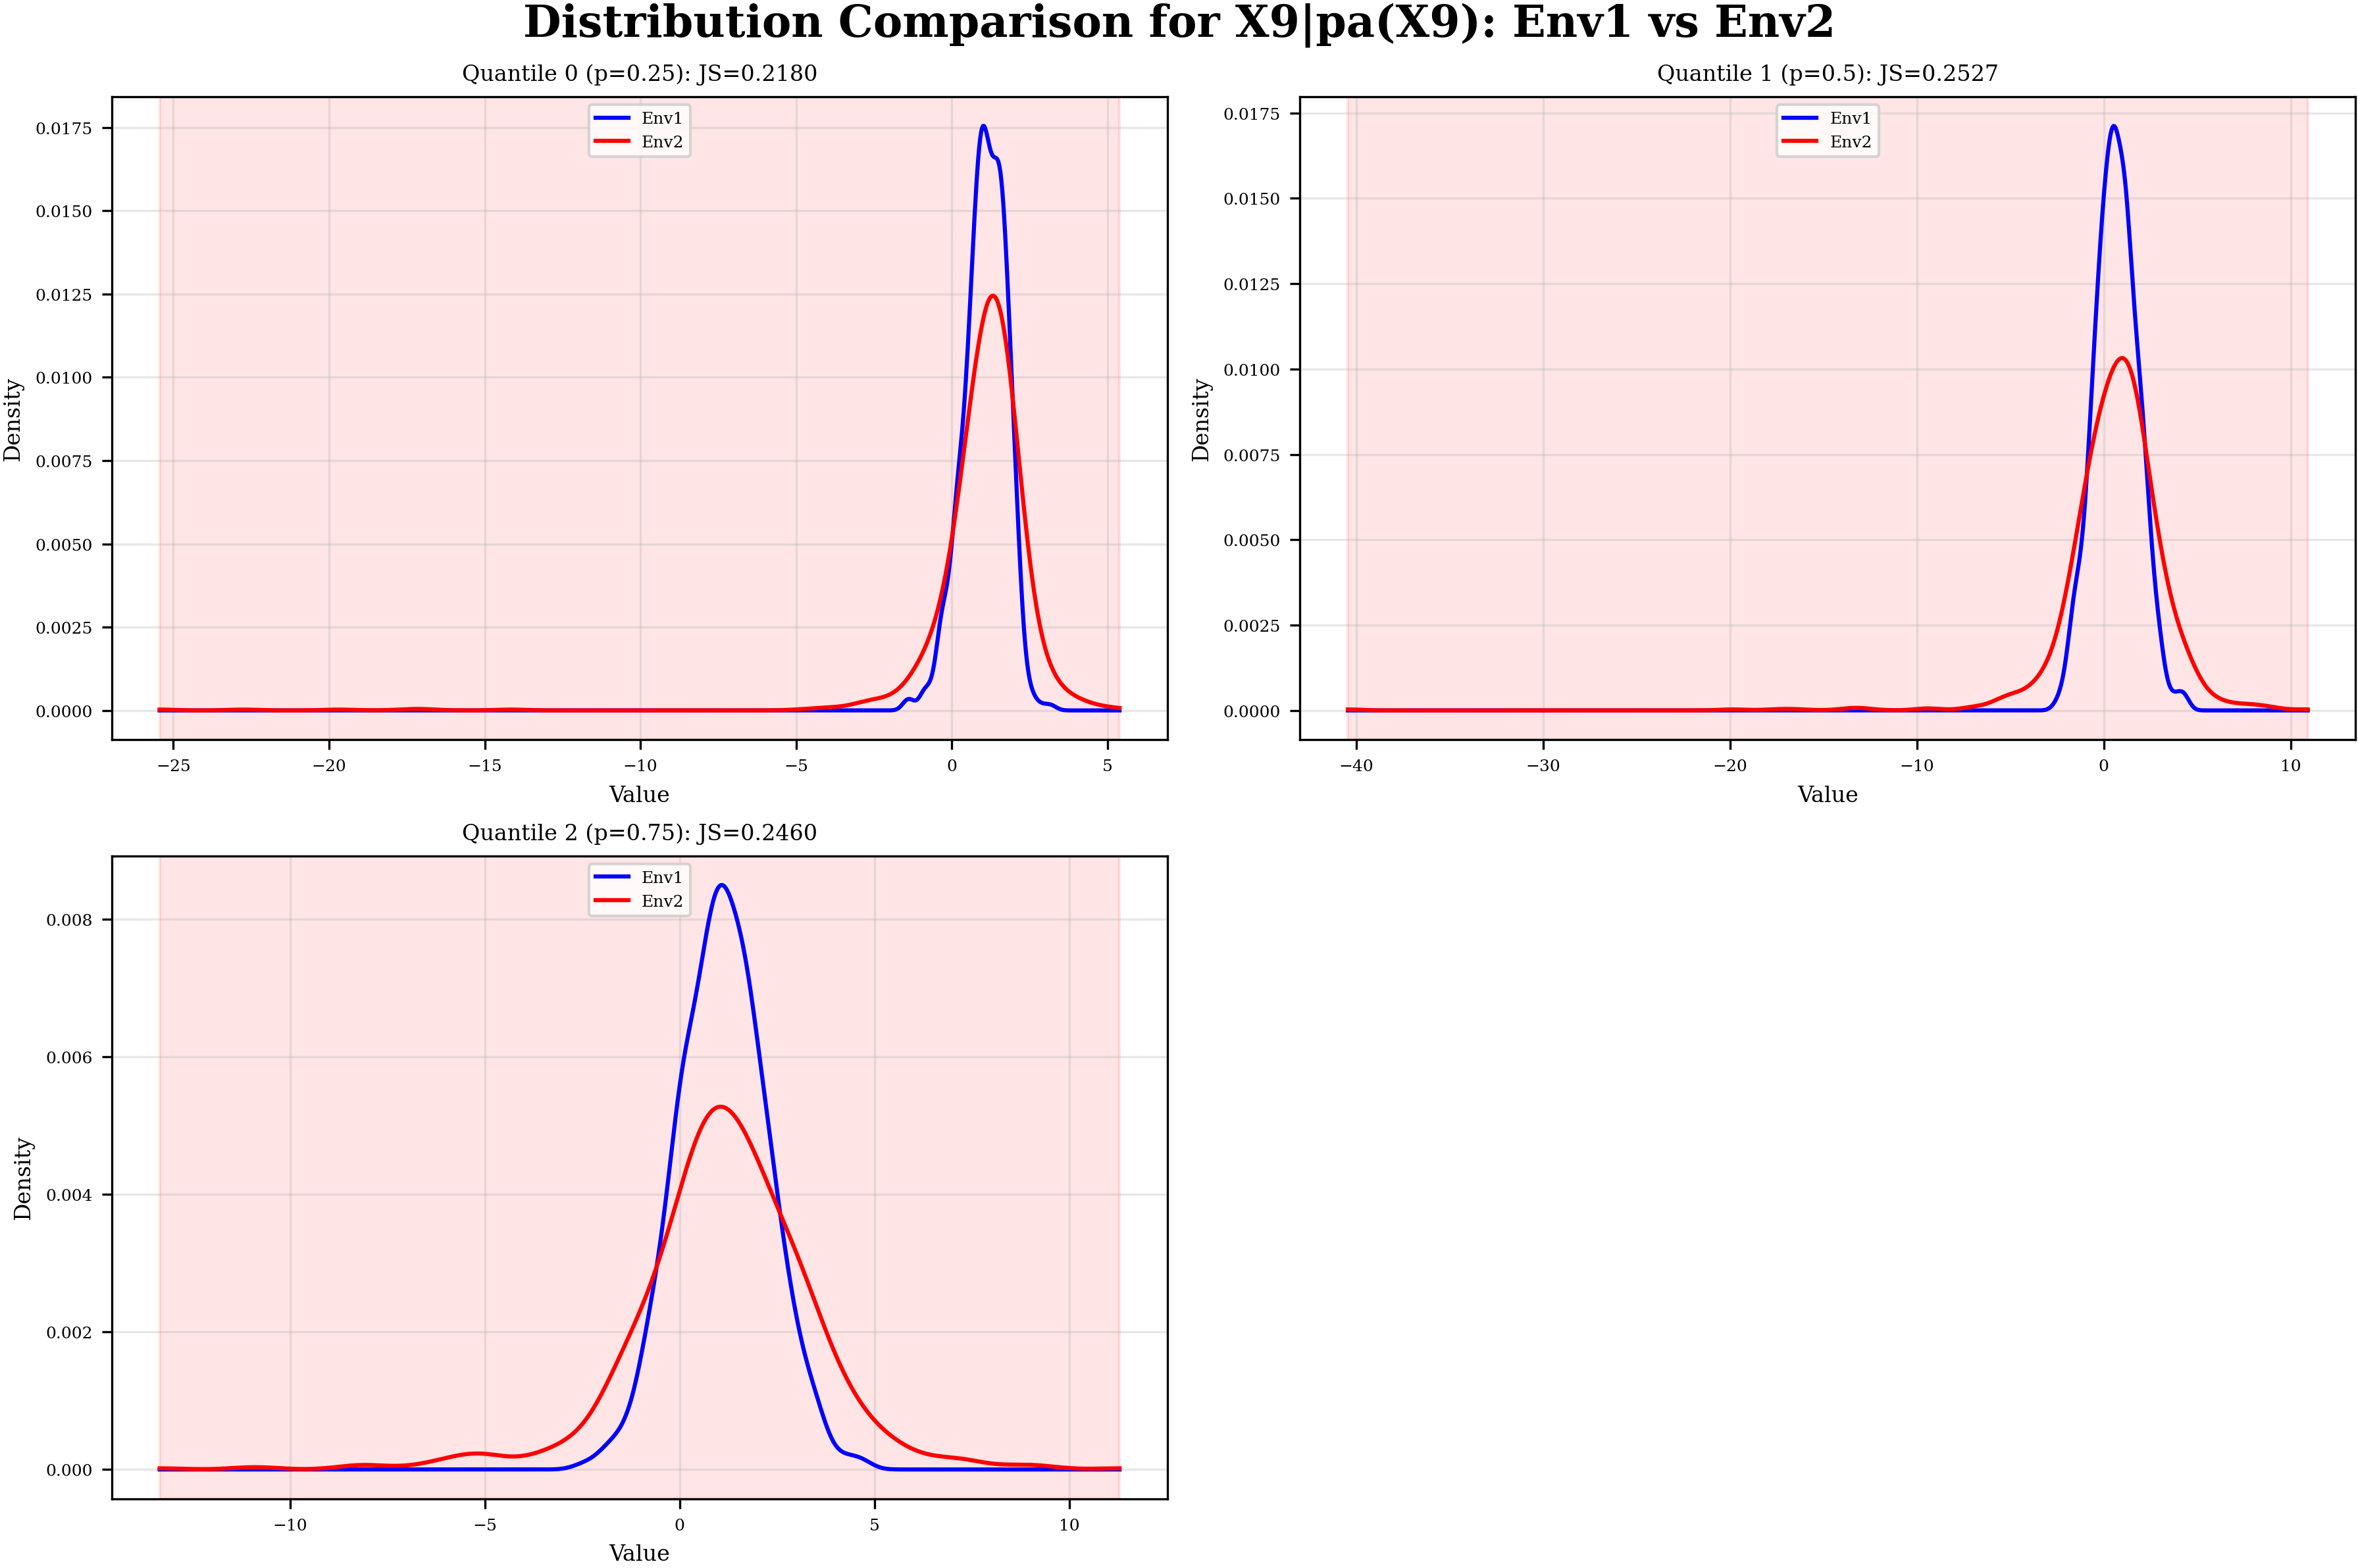 Distribution Comparison for X9|pa(X9): Env1 vs Env2
Quantile 0 (p=0.25): JS=0.2180
Env1
Env2
Density
0.0175
0.0150
0.0125
0.0100
0.0075
0.0050
0.0025
0.0000
−25 −20 −15 −10 −5 0 5
Value
Quantile 1 (p=0.5): JS=0.2527
Env1
Env2
Density
0.0175
0.0150
0.0125
0.0100
0.0075
0.0050
0.0025
0.0000
−40 −30 −20 −10 0 10
Value
Quantile 2 (p=0.75): JS=0.2460
Env1
Env2
Density
0.008
0.006
0.004
0.002
0.000
−10 −5 0 5 10
Value